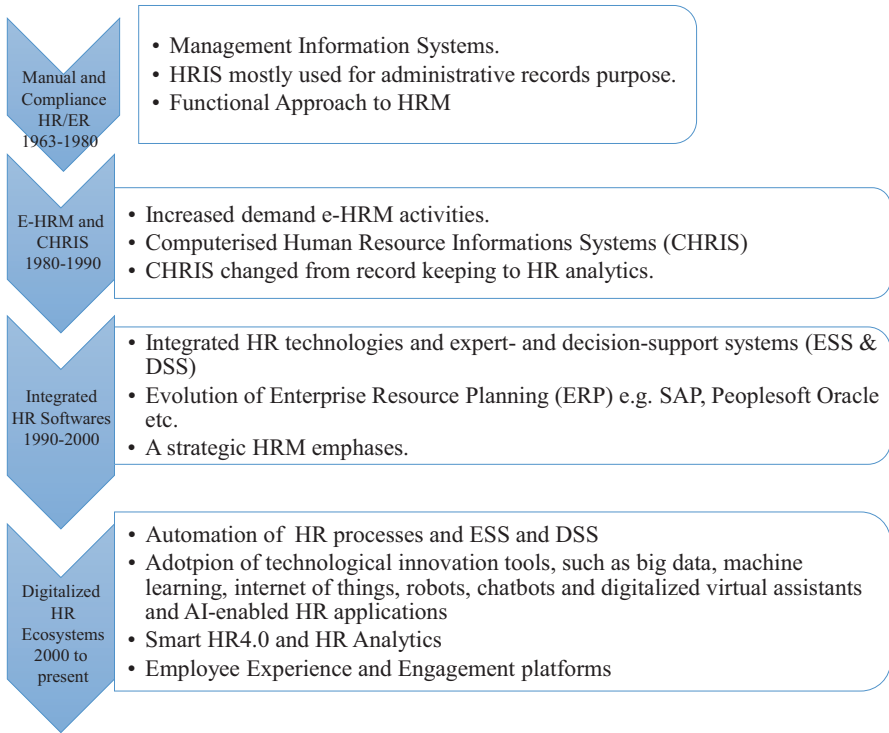 Manual and
Compliance
HR/ER
1963-1980
• Management Information Systems.
• HRIS mostly used for administrative records purpose.
• Functional Approach to HRM
E-HRM and
CHRIS
1980-1990
• Increased demand e-HRM activities.
• Computerised Human Resource Informations Systems (CHRIS)
• CHRIS changed from record keeping to HR analytics.
Integrated
HR Softwares
1990-2000
• Integrated HR technologies and expert- and decision-support systems (ESS &
DSS)
• Evolution of Enterprise Resource Planning (ERP) e.g. SAP, Peoplesoft Oracle
etc.
• A strategic HRM emphases.
Digitalized
HR
Ecosystems
2000 to
present
• Automation of HR processes and ESS and DSS
• Adotpion of technological innovation tools, such as big data, machine
learning, internet of things, robots, chatbots and digitalized virtual assistants
and AI-enabled HR applications
• Smart HR4.0 and HR Analytics
• Employee Experience and Engagement platforms